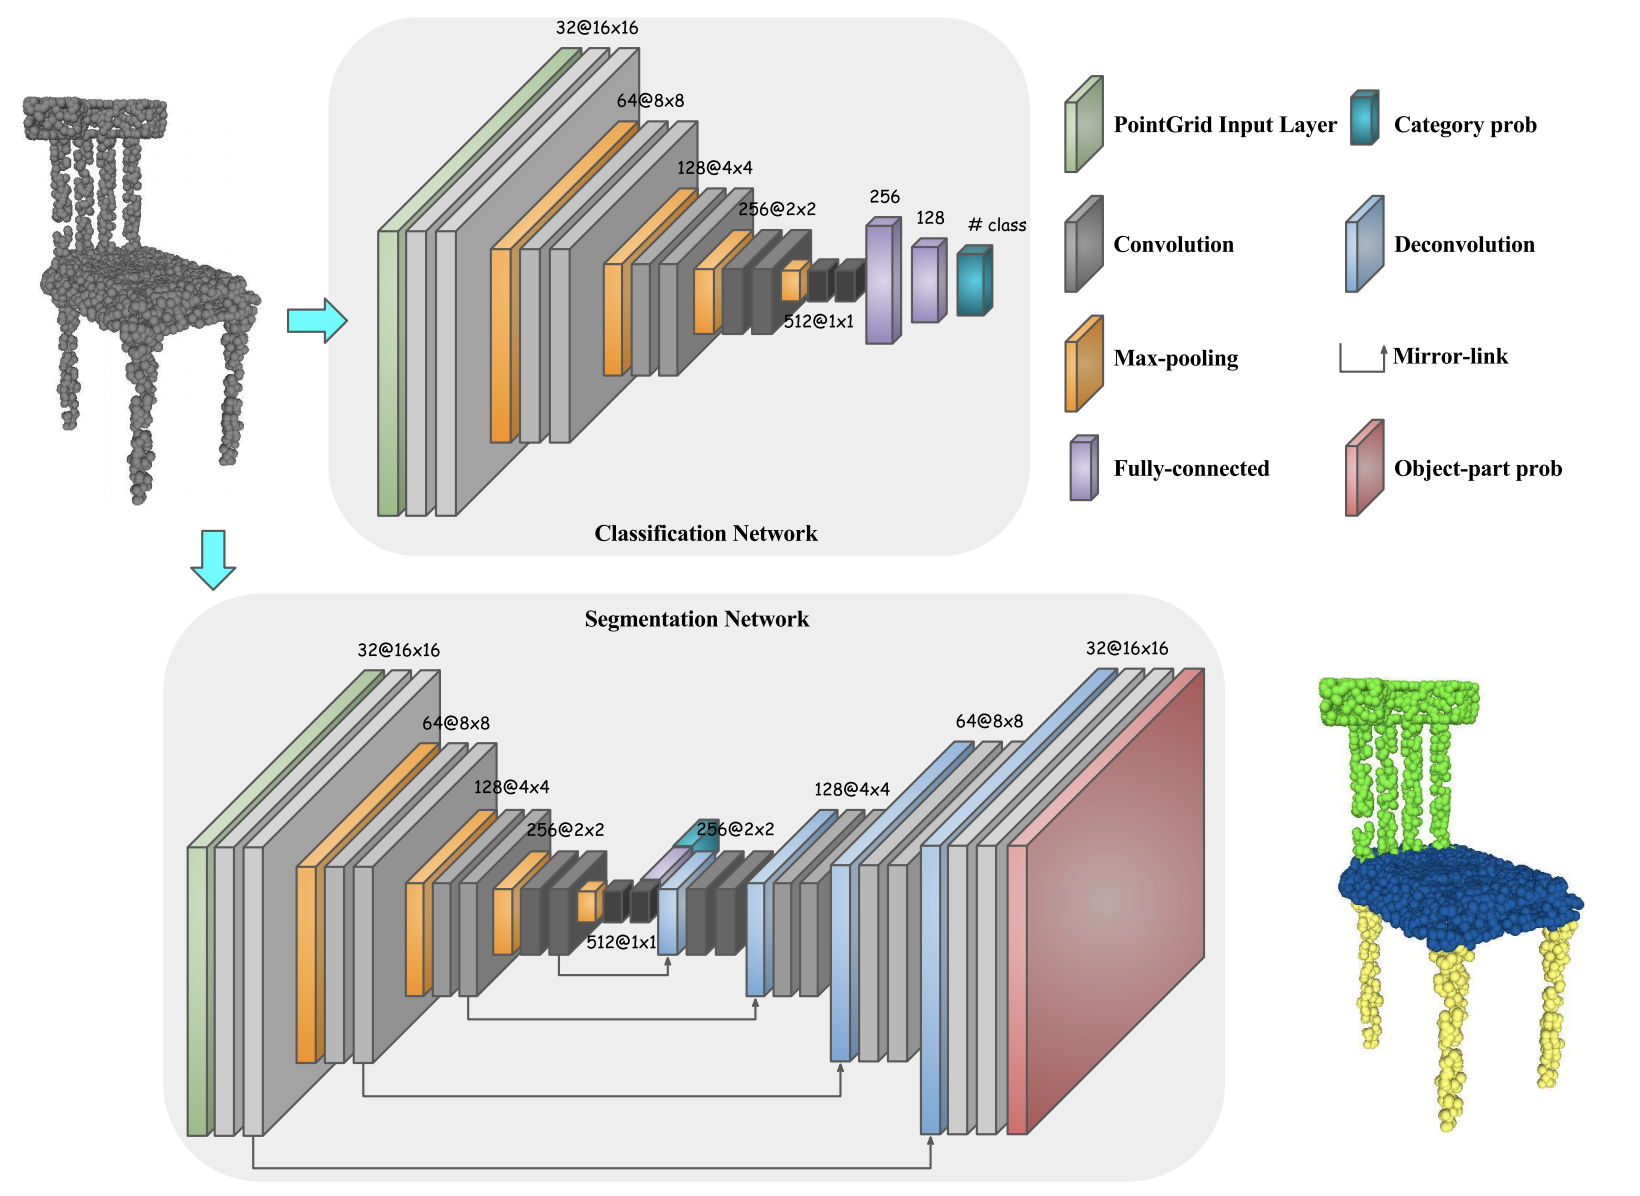 32@16x16
64@8x8
128@4x4
256@2x2
512@1x1
256
128
# class
Classification Network
PointGrid Input Layer
Category prob
Convolution
Deconvolution
Max-pooling
Mirror-link
Fully-connected
Object-part prob
Segmentation Network
32@16x16
64@8x8
128@4x4
256@2x2
512@1x1
256@2x2
128@4x4
64@8x8
32@16x16